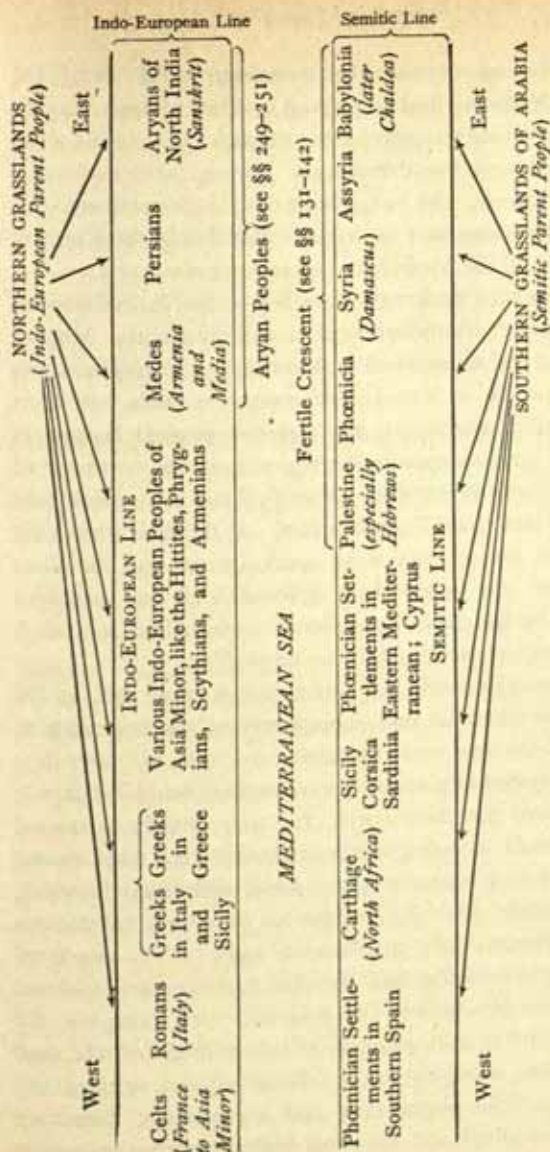 NORTHERN GRASSLANDS
(Indo-European Parent People)
West
East
Indo-European Line
Celts
(France
to Asia
Minor)
Romans
(Italy)
Greeks
in Italy
and
Sicily
Greeks
in
Greece
INDO-EUROPEAN LINE
Various Indo-European Peoples of
Asia Minor, like the Hittites, Phryg-
ians, Scythians, and Armenians
Medes
(Armenia
and
Media)
Persians
Aryans of
North India
(Sanskrit)
Aryan Peoples (see §§ 249–251)
MEDITERRANEAN SEA
Fertile Crescent (see §§ 131–142)
Phœnician Settle-
ments in
Southern Spain
Carthage
(North Africa)
Sicily
Corsica
Sardinia
Phœnician Set-
tlements in
Eastern Mediter-
ranean; Cyprus
Palestine
(especially
Hebrews)
Phœnicia
Syria
(Damascus)
Assyria
Babylonia
(later
Chaldea)
SEMITIC LINE
Semitic Line
West
East
SOUTHERN GRASSLANDS OF ARABIA
(Semitic Parent People)